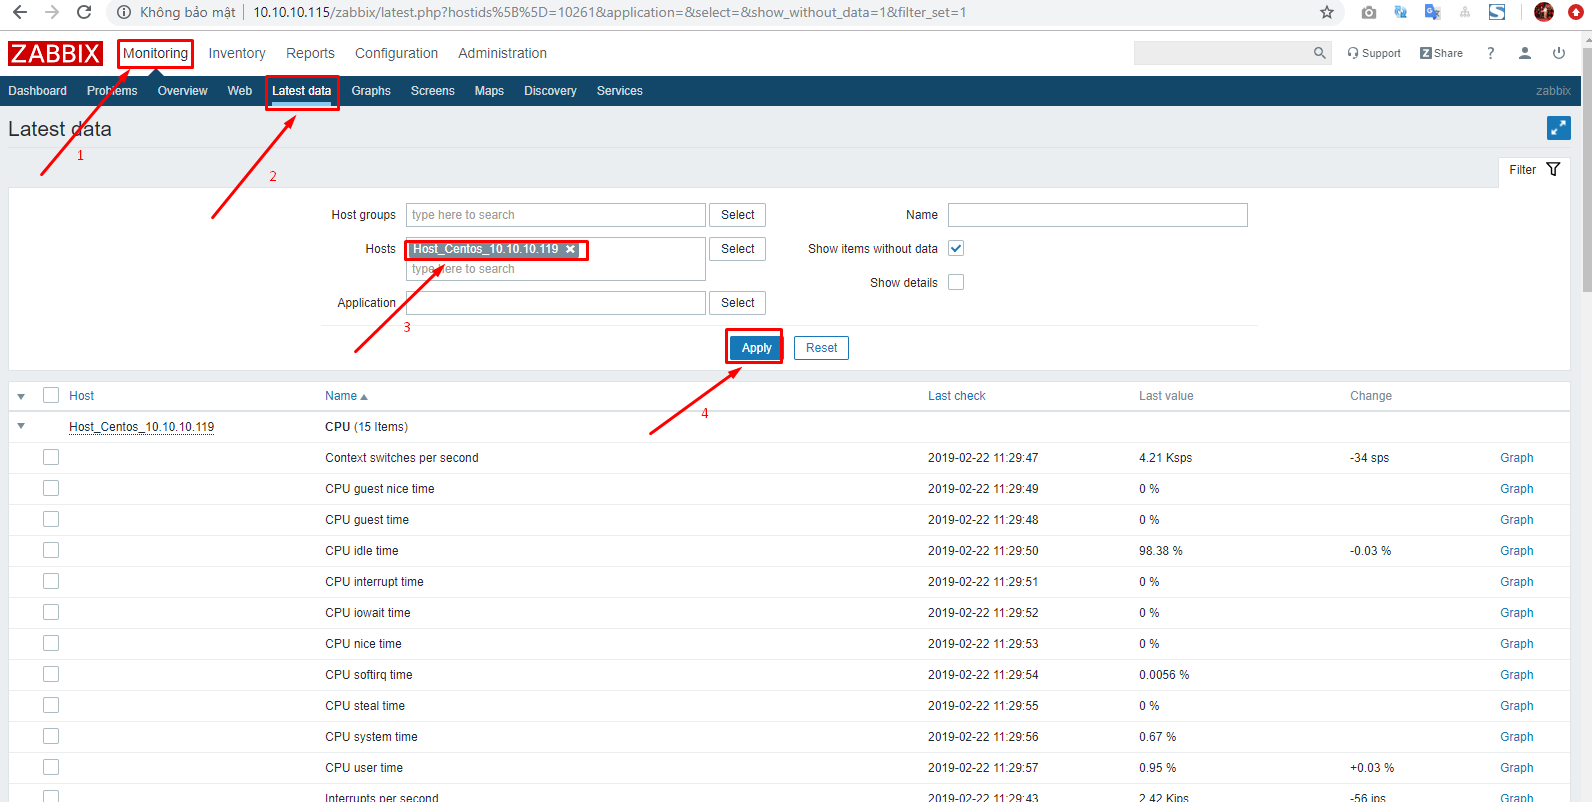 Không bảo mật 10.10.10.115/zabbix/latest.php?hostids%5B%5D=10261&application=&select=&show_without_data=1&filter_set=1
ZABBIX Monitoring Inventory Reports Configuration Administration Support Z Share ?
Dashboard Problems Overview Web Latest data Graphs Screens Maps Discovery Services zabbix
Latest data
1
2
Filter
Host groups type here to search Select Name
Hosts Host_Centos_10.10.10.119 Select Show items without data
type here to search
Show details
Application Select
3
Apply Reset
Host Name Last check Last value Change
4
Host_Centos_10.10.10.119 CPU (15 Items)
Context switches per second 2019-02-22 11:29:47 4.21 Ksps -34 sps Graph
CPU guest nice time 2019-02-22 11:29:49 0 % Graph
CPU guest time 2019-02-22 11:29:48 0 % Graph
CPU idle time 2019-02-22 11:29:50 98.38 % -0.03 % Graph
CPU interrupt time 2019-02-22 11:29:51 0 % Graph
CPU iowait time 2019-02-22 11:29:52 0 % Graph
CPU nice time 2019-02-22 11:29:53 0 % Graph
CPU softirq time 2019-02-22 11:29:54 0.0056 % Graph
CPU steal time 2019-02-22 11:29:55 0 % Graph
CPU system time 2019-02-22 11:29:56 0.67 % Graph
CPU user time 2019-02-22 11:29:57 0.95 % +0.03 % Graph
Interrupts per second 2019-02-22 11:29:43 2.42 Kips -56 ips Graph